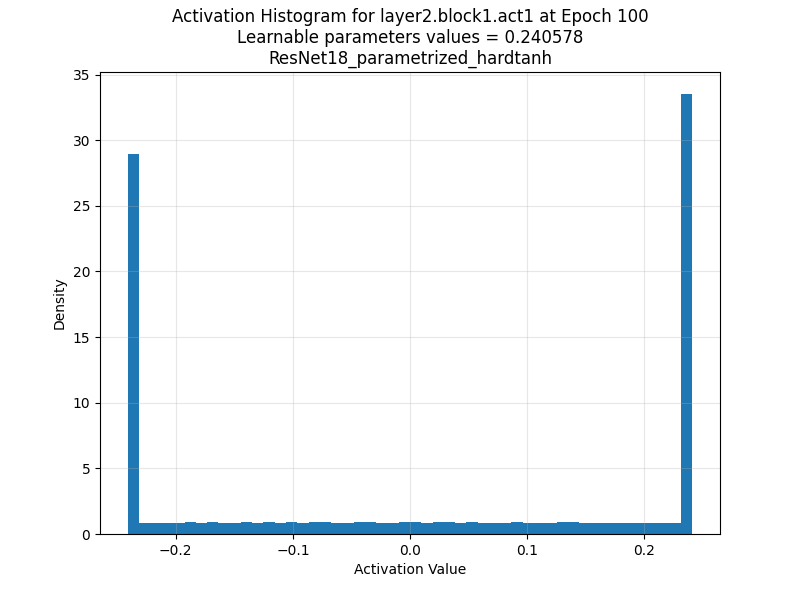 Activation Histogram for layer2.block1.act1 at Epoch 100
Learnable parameters values = 0.240578
ResNet18_parametrized_hardtanh
35
30
25
20
15
10
5
0
Density
−0.2 −0.1 0.0 0.1 0.2
Activation Value